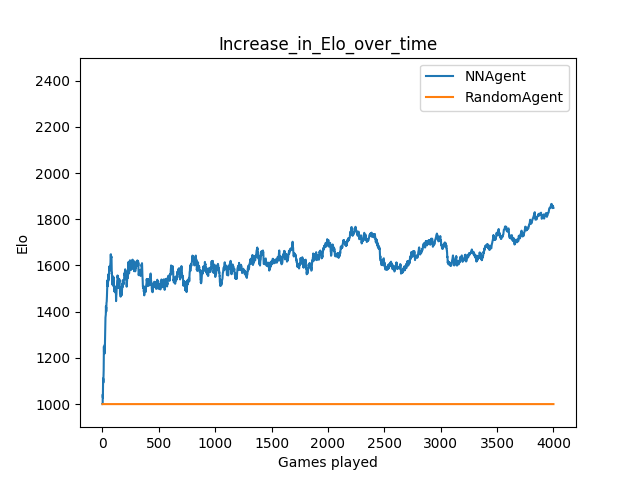 Increase_in_Elo_over_time
NNAgent
RandomAgent
2400
2200
2000
1800
1600
1400
1200
1000
Elo
0 500 1000 1500 2000 2500 3000 3500 4000
Games played